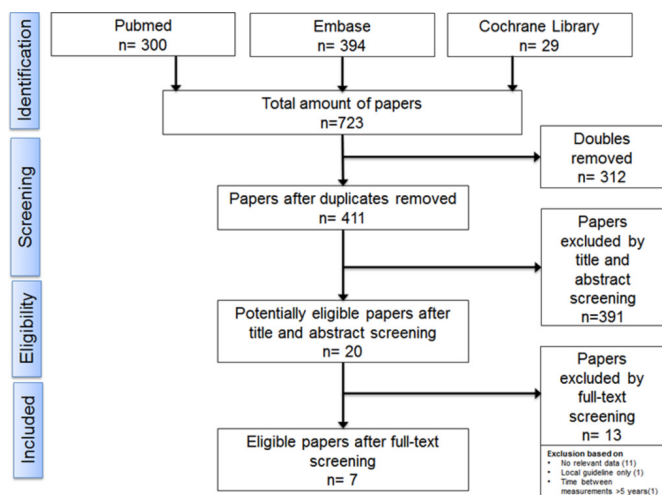 Identification
Pubmed
n= 300
Embase
n= 394
Cochrane Library
n= 29
Total amount of papers
n=723
Doubles
removed
n= 312
Screening
Papers after duplicates removed
n= 411
Papers
excluded by
title and
abstract
screening
n=391
Eligibility
Potentially eligible papers after
title and abstract screening
n= 20
Papers
excluded by
full-text
screening
n= 13
Included
Eligible papers after full-text
screening
n= 7
Exclusion based on
• No relevant data (11)
• Local guideline only (1)
• Time between
measurements >5 years(1)